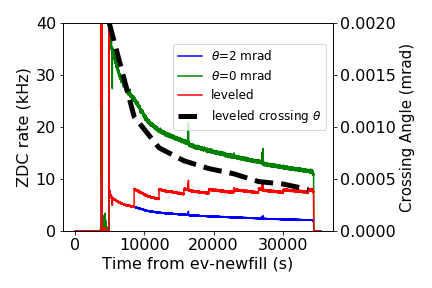 40
30
20
10
0
ZDC rate (kHz)
0.0020
0.0015
0.0010
0.0005
0.0000
Crossing Angle (mrad)
θ=2 mrad
θ=0 mrad
leveled
leveled crossing θ
0 10000 20000 30000
Time from ev-newfill (s)